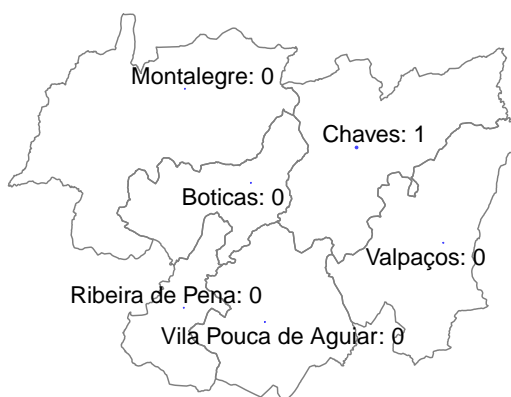 Montalegre: 0
Chaves: 1
Boticas: 0
Valpaços: 0
Ribeira de Pena: 0
Vila Pouca de Aguiar: 0